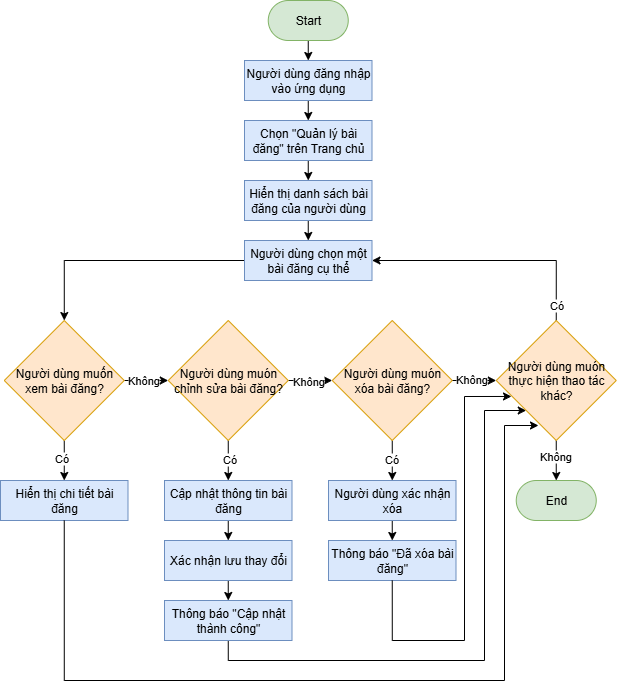 Start
Người dùng đăng nhập
vào ứng dụng
Chọn "Quản lý bài
đăng" trên Trang chủ
Hiển thị danh sách bài
đăng của người dùng
Người dùng chọn một
bài đăng cụ thể
Có
Người dùng muốn
xem bài đăng?
Không
Người dùng muón
chỉnh sửa bài đăng?
Không
Người dùng muón
xóa bài đăng?
Không
Người dùng muón
thực hiện thao tác
khác?
Có
Có
Có
Không
Hiển thị chi tiết bài
đăng
Cập nhật thông tin bài
đăng
Người dùng xác nhận
xóa
End
Xác nhận lưu thay đổi
Thông báo "Đã xóa bài
đăng"
Thông báo "Cập nhật
thành công"